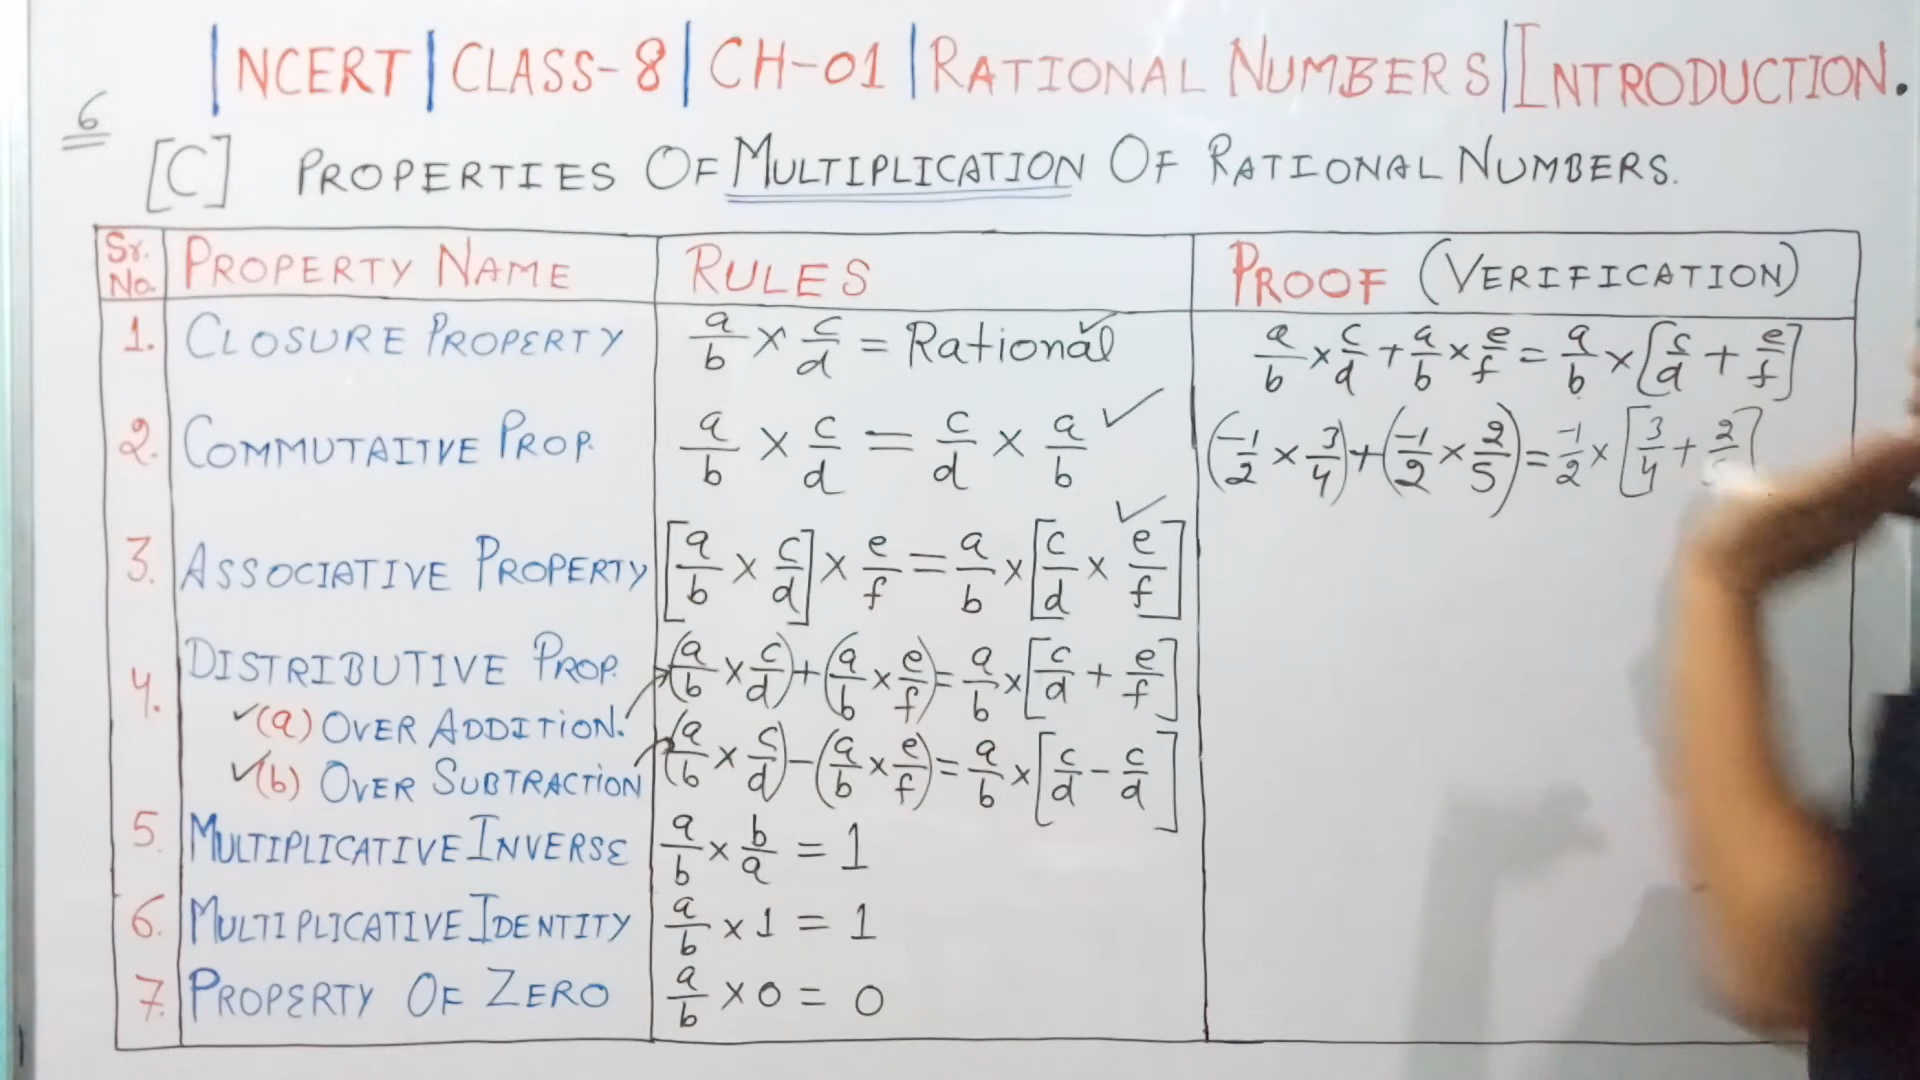 |NCERT|CLASS-8|CH-01|RATIONAL NUMBERS|INTRODUCTION.
6
[C] PROPERTIES OF MULTIPLICATION OF RATIONAL NUMBERS.
Sr. No. PROPERTY NAME RULES PROOF (VERIFICATION)
1. CLOSURE PROPERTY a/b × c/d = Rational ✓
a/b × c/d + a/b × e/f = a/b × [c/d + e/f]
2. COMMUTAITVE PROP. a/b × c/d = c/d × a/b ✓
(-1/2 × 3/4) + (-1/2 × 2/5) = -1/2 × [3/4 + 2/ ]
3. ASSOCIATIVE PROPERTY [a/b × c/d] × e/f = a/b × [c/d × e/f] ✓
4. DISTRIBUTIVE PROP.
✓(a) OVER ADDITION. (a/b × c/d) + (a/b × e/f) = a/b × [c/d + e/f]
✓(b) OVER SUBTRACTION (a/b × c/d) - (a/b × e/f) = a/b × [c/d - c/d]
5. MULTIPLICATIVE INVERSE a/b × b/a = 1
6. MULTIPLICATIVE IDENTITY a/b × 1 = 1
7. PROPERTY OF ZERO a/b × 0 = 0